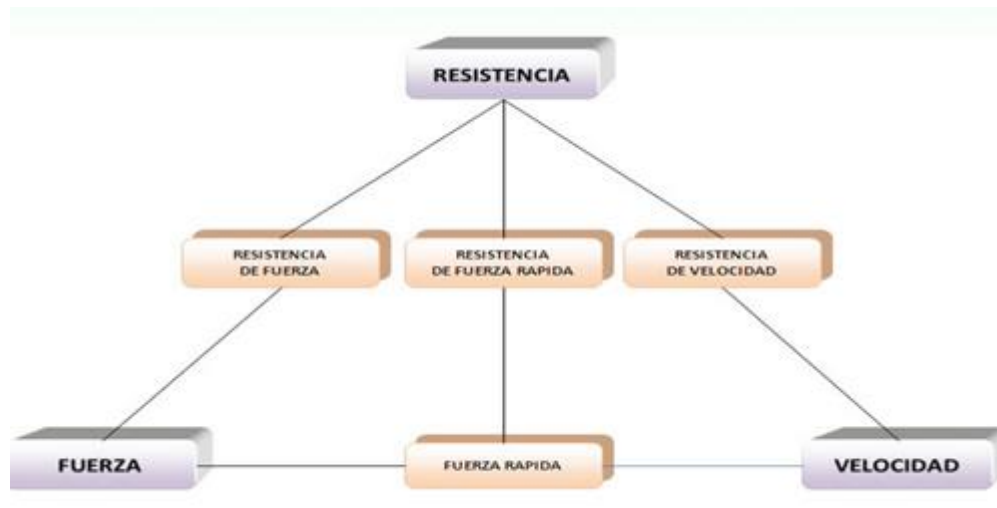 RESISTENCIA
RESISTENCIA
DE FUERZA
RESISTENCIA
DE FUERZA RAPIDA
RESISTENCIA
DE VELOCIDAD
FUERZA
FUERZA RAPIDA
VELOCIDAD